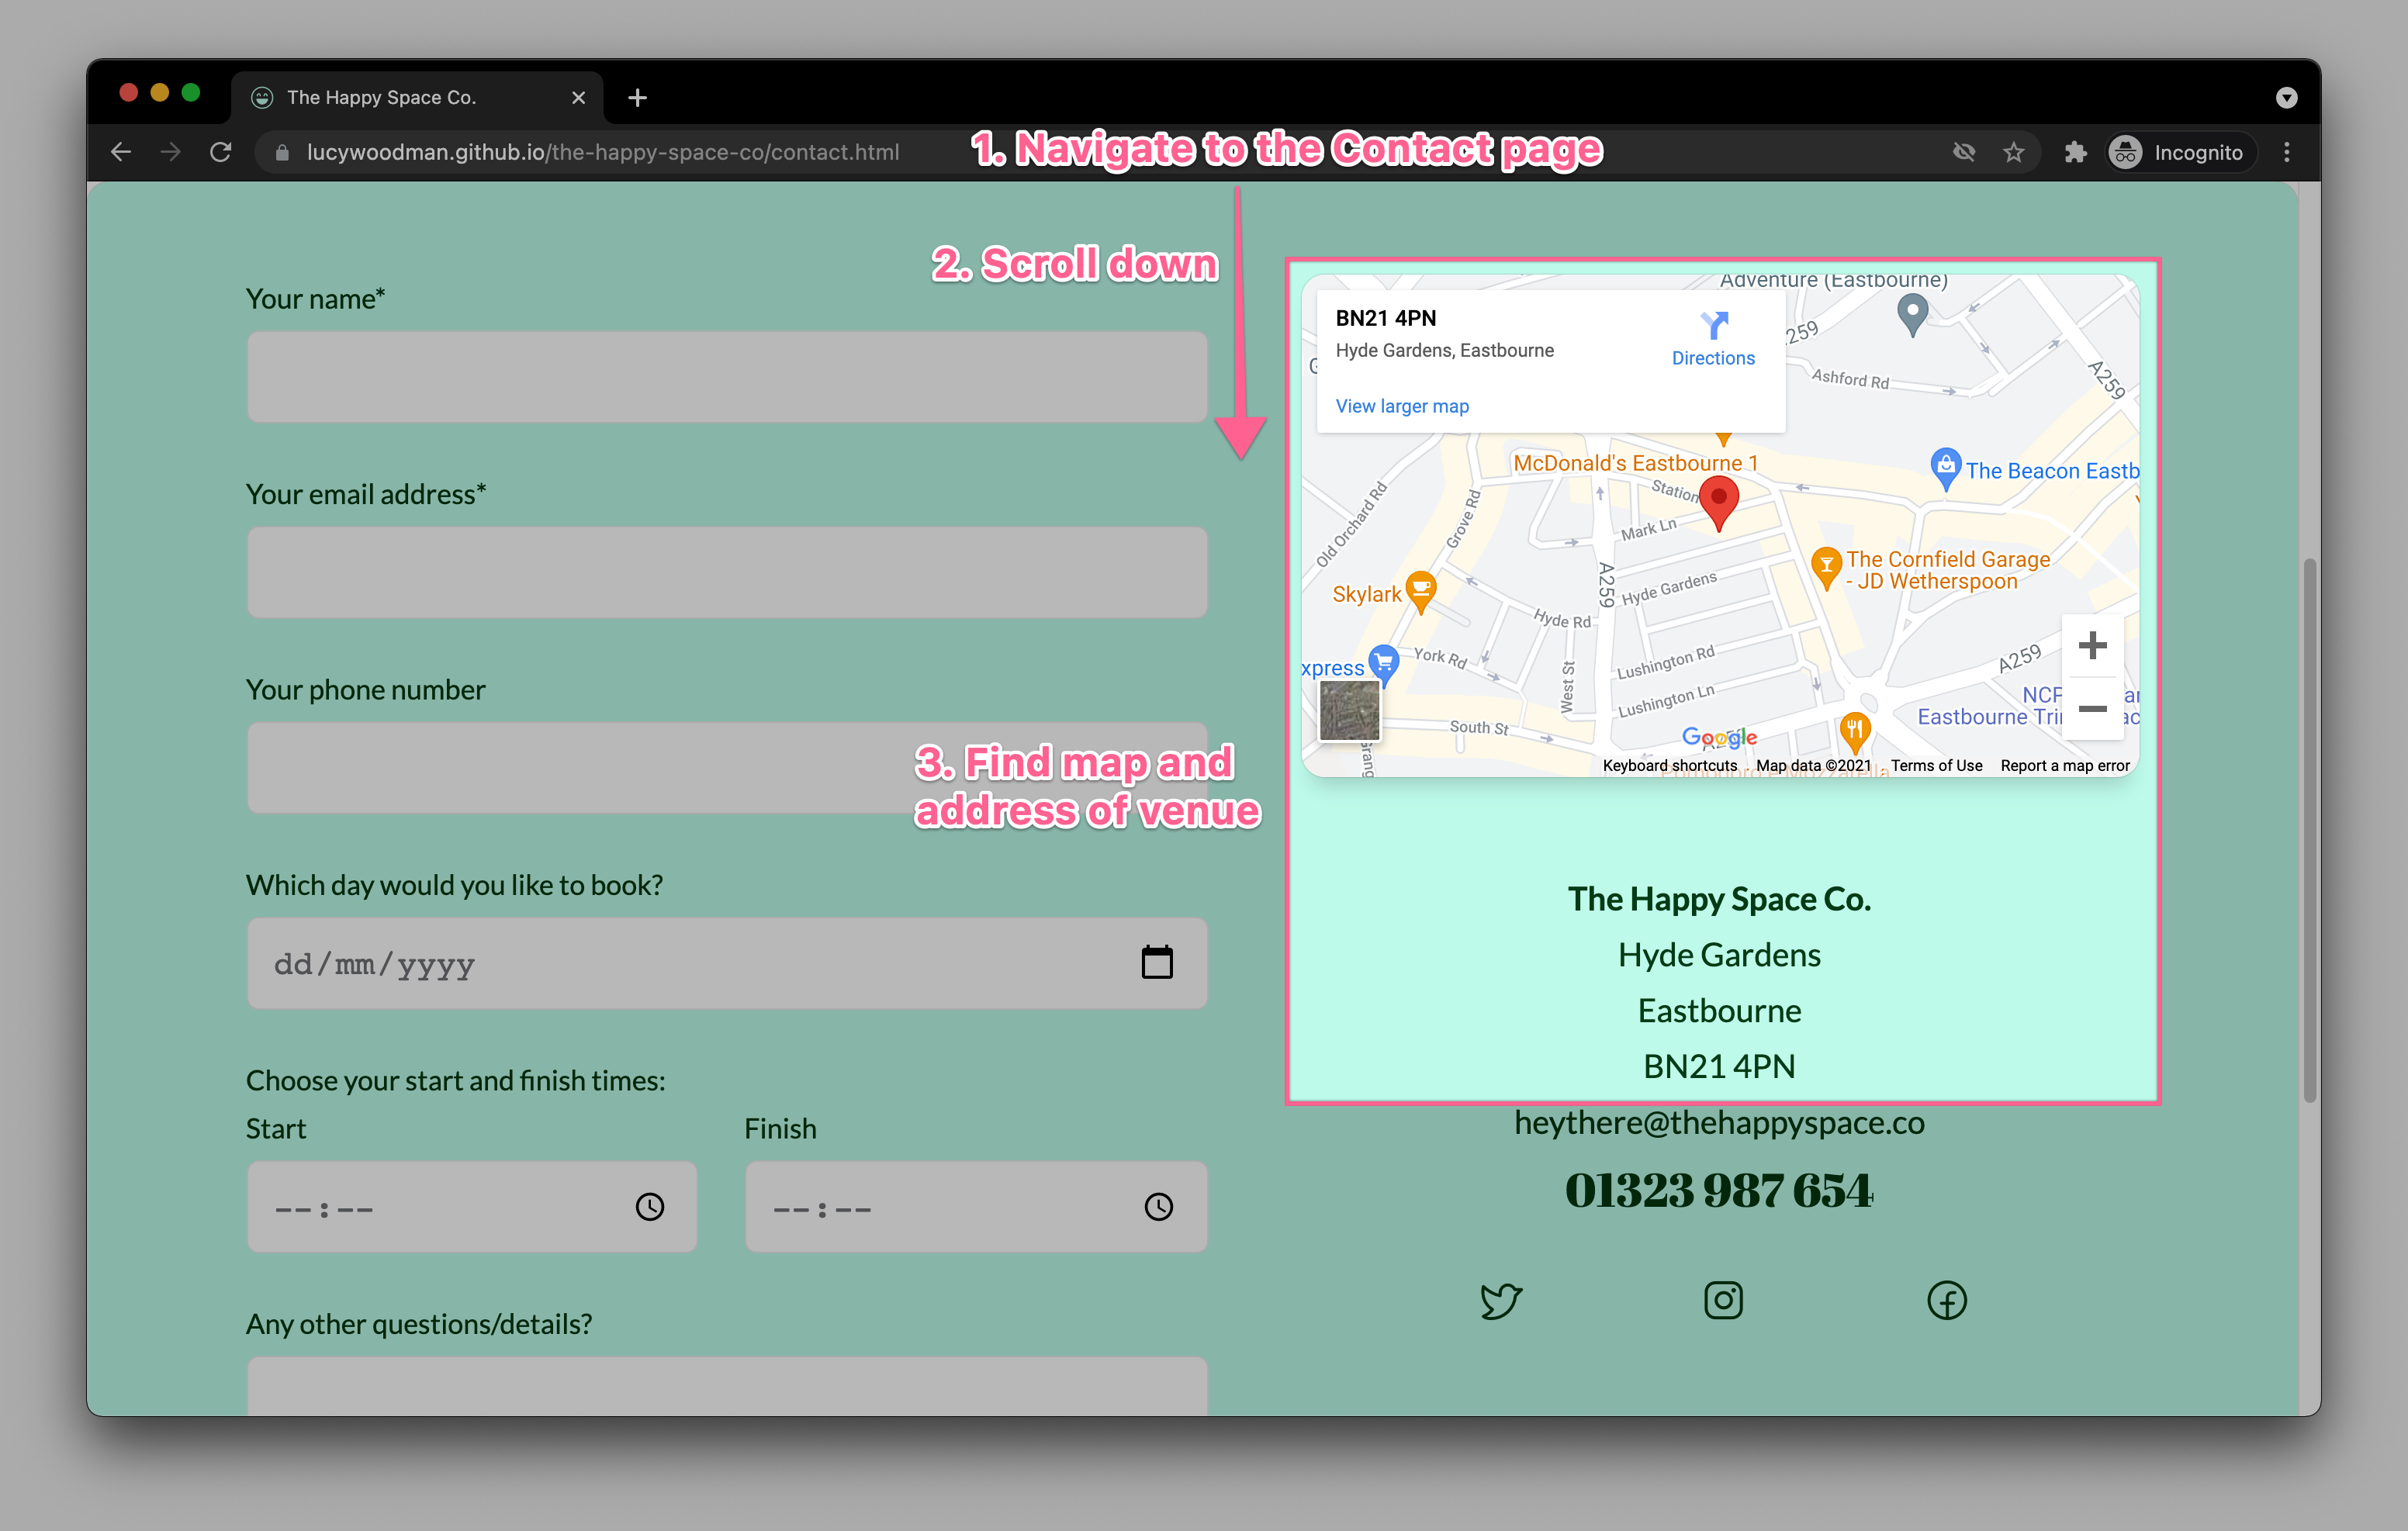 The Happy Space Co.
lucywoodman.github.io/the-happy-space-co/contact.html
1. Navigate to the Contact page
Incognito
2. Scroll down
Your name*
Your email address*
Your phone number
3. Find map and
address of venue
Which day would you like to book?
dd/mm/yyyy
Choose your start and finish times:
Start
Finish
--:--
--:--
Any other questions/details?
Adventure (Eastbourne)
BN21 4PN
Hyde Gardens, Eastbourne
Directions
View larger map
259
Ashford Rd
A259
McDonald's Eastbourne 1
The Beacon Eastb
Station
Old Orchard Rd
Grove Rd
Mark Ln
The Cornfield Garage
- JD Wetherspoon
A259
Hyde Gardens
Skylark
Hyde Rd
xpress
York Rd
Lushington Rd
West St
A259
Lushington Ln
NCP
Eastbourne Tri
South St
Google
Grang
Keyboard shortcuts
Map data ©2021
Terms of Use
Report a map error
The Happy Space Co.
Hyde Gardens
Eastbourne
BN21 4PN
heythere@thehappyspace.co
01323 987 654